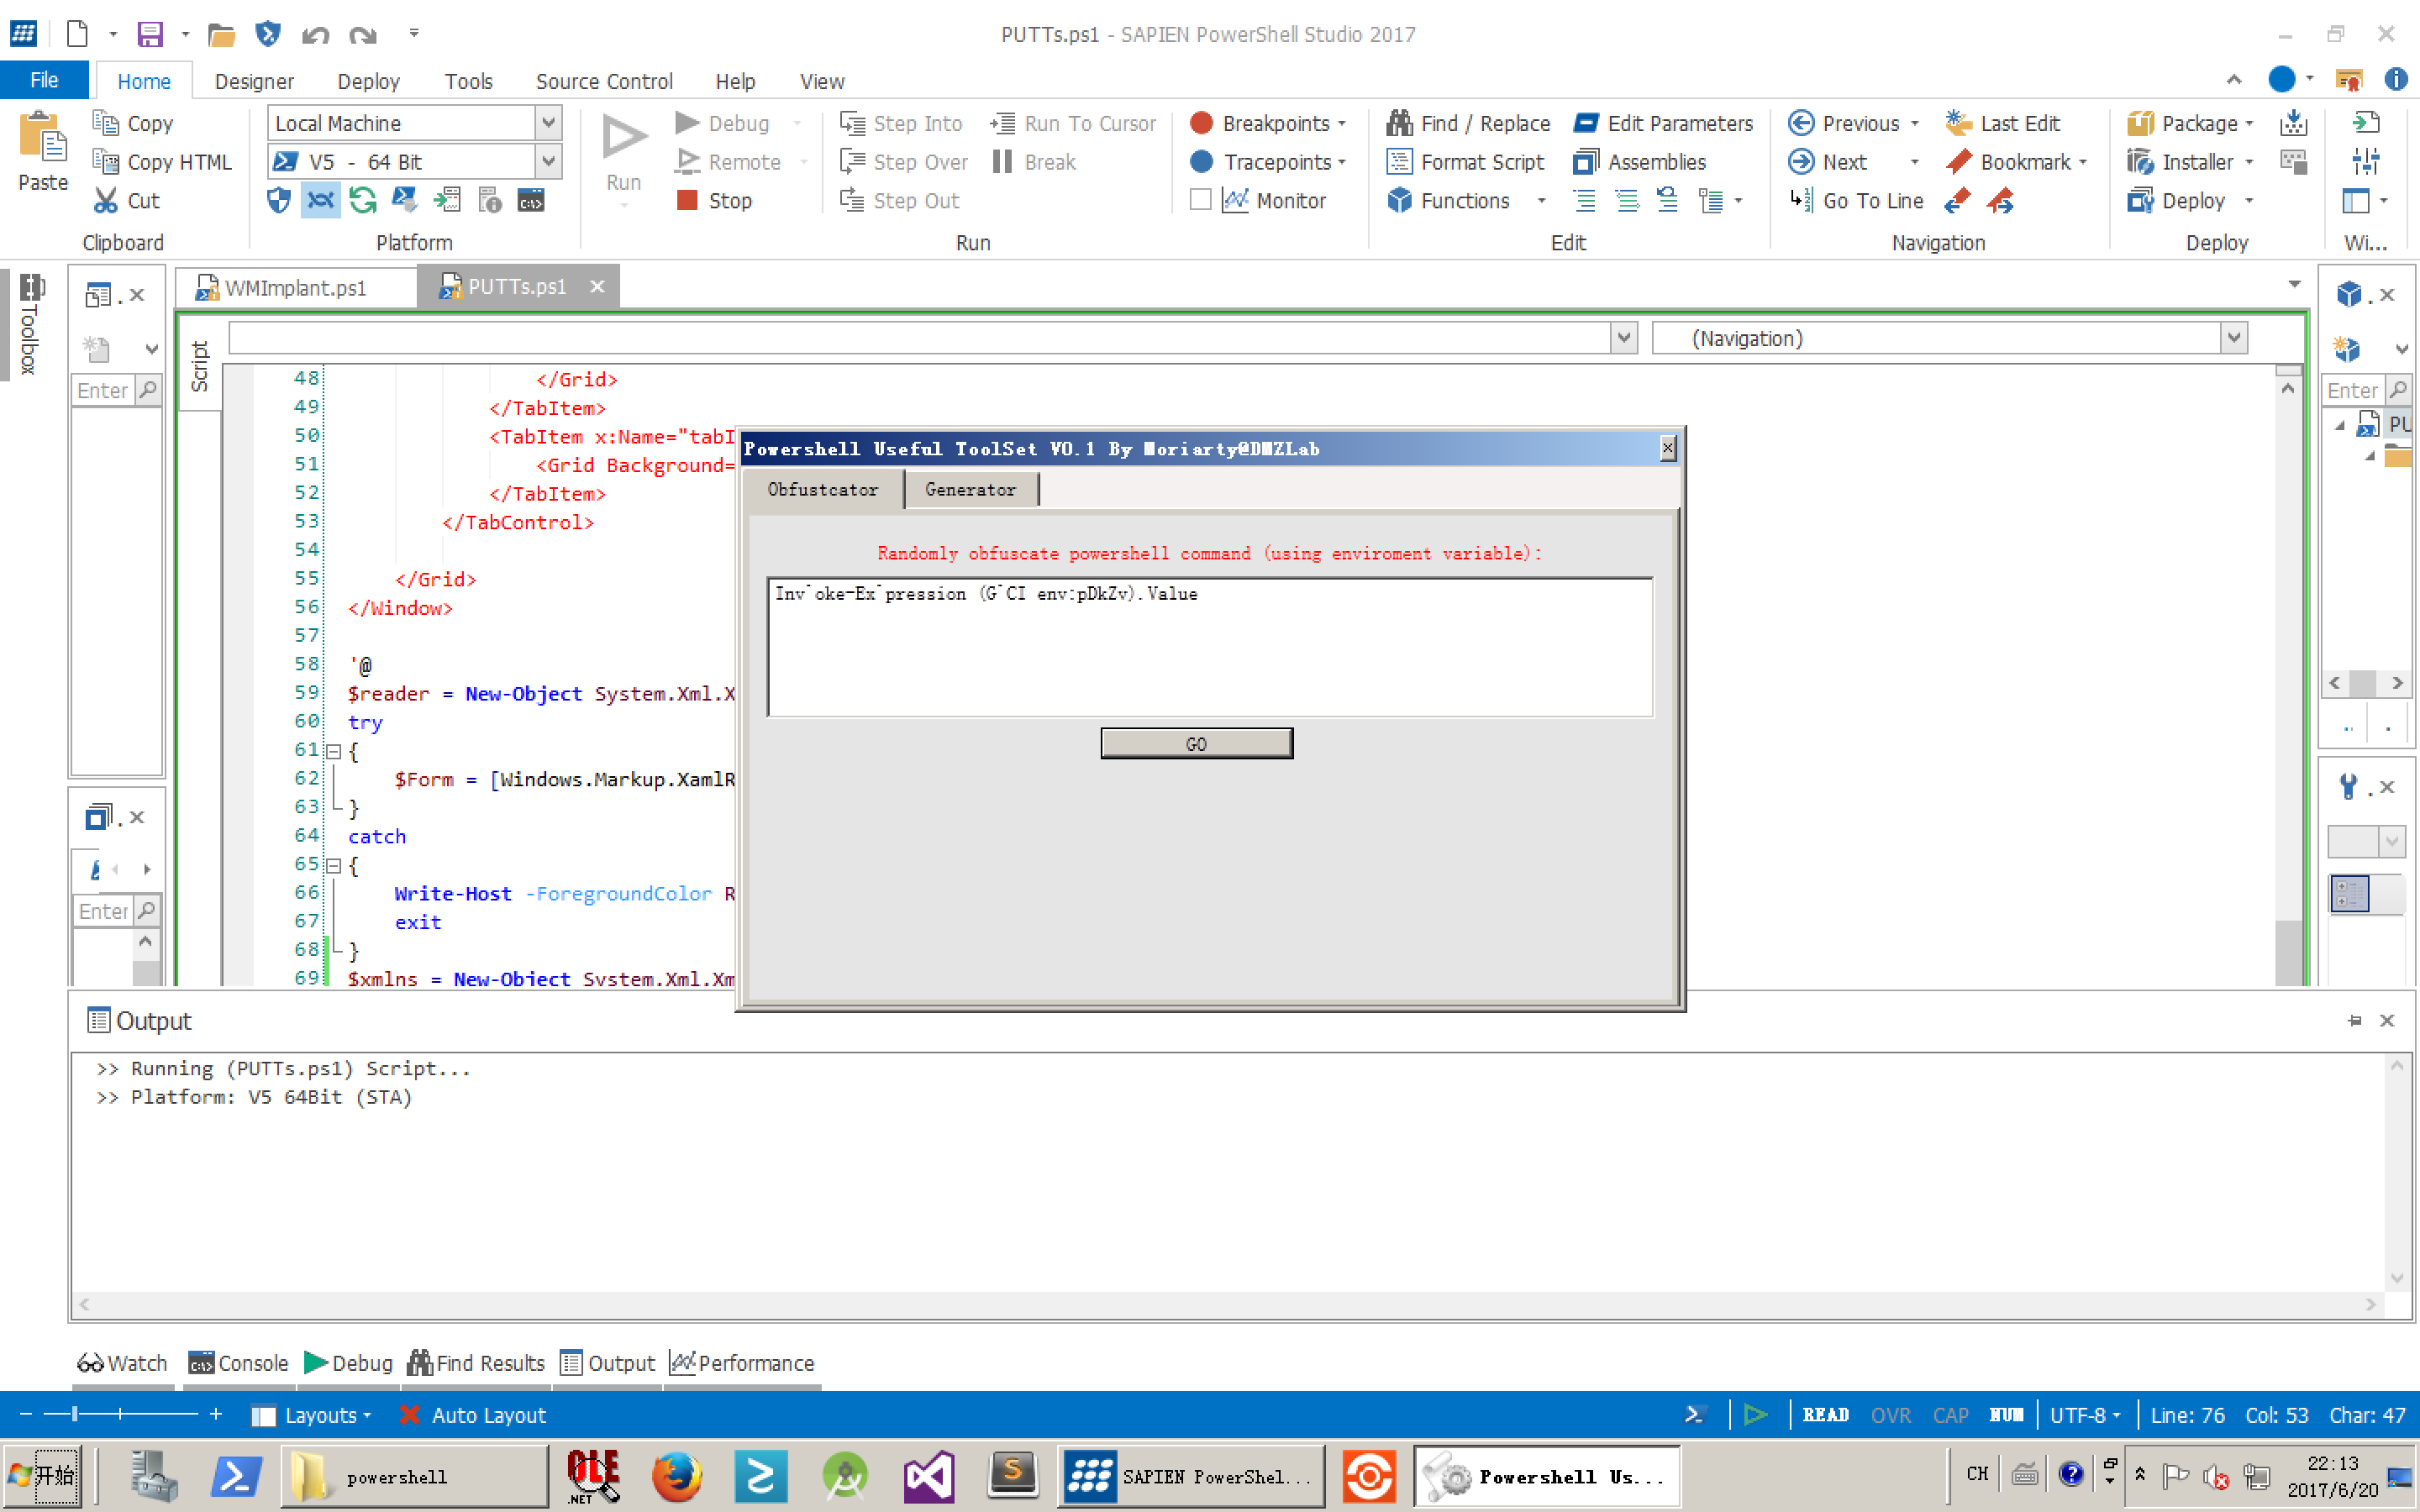 PUTTs.ps1 - SAPIEN PowerShell Studio 2017
File Home Designer Deploy Tools Source Control Help View
Paste Copy Copy HTML Cut
Clipboard
Local Machine
V5 - 64 Bit
Platform
Run Debug Remote Stop
Step Into Step Over Step Out
Run To Cursor Break
Breakpoints Tracepoints Monitor
Run
Find / Replace Format Script Functions
Edit Parameters Assemblies
Edit
Previous Next Go To Line
Last Edit Bookmark
Navigation
Package Installer Deploy
Deploy
Wi...
Toolbox
Enter
WMImplant.ps1 PUTTs.ps1
Script
(Navigation)
48 </Grid>
49 </TabItem>
50 <TabItem x:Name="tabI
51 <Grid Background=
52 </TabItem>
53 </TabControl>
54
55 </Grid>
56 </Window>
57
58 '@
59 $reader = New-Object System.Xml.X
60 try
61 {
62 $Form = [Windows.Markup.XamlR
63 }
64 catch
65 {
66 Write-Host -ForegroundColor R
67 exit
68 }
69 $xmlns = New-Object System.Xml.Xm
Enter
Powershell Useful ToolSet V0.1 By Moriarty@DMZLab
Obfustcator Generator
Randomly obfuscate powershell command (using enviroment variable):
Inv`oke-Ex`pression (G`CI env:pDkZv).Value
GO
Enter
PU
Output
>> Running (PUTTs.ps1) Script...
>> Platform: V5 64Bit (STA)
Watch Console Debug Find Results Output Performance
Layouts Auto Layout
READ OVR CAP NUM UTF-8 Line: 76 Col: 53 Char: 47
开始
powershell
OLE
.NET
S
SAPIEN PowerShel...
Powershell Us...
CH
22:13
2017/6/20